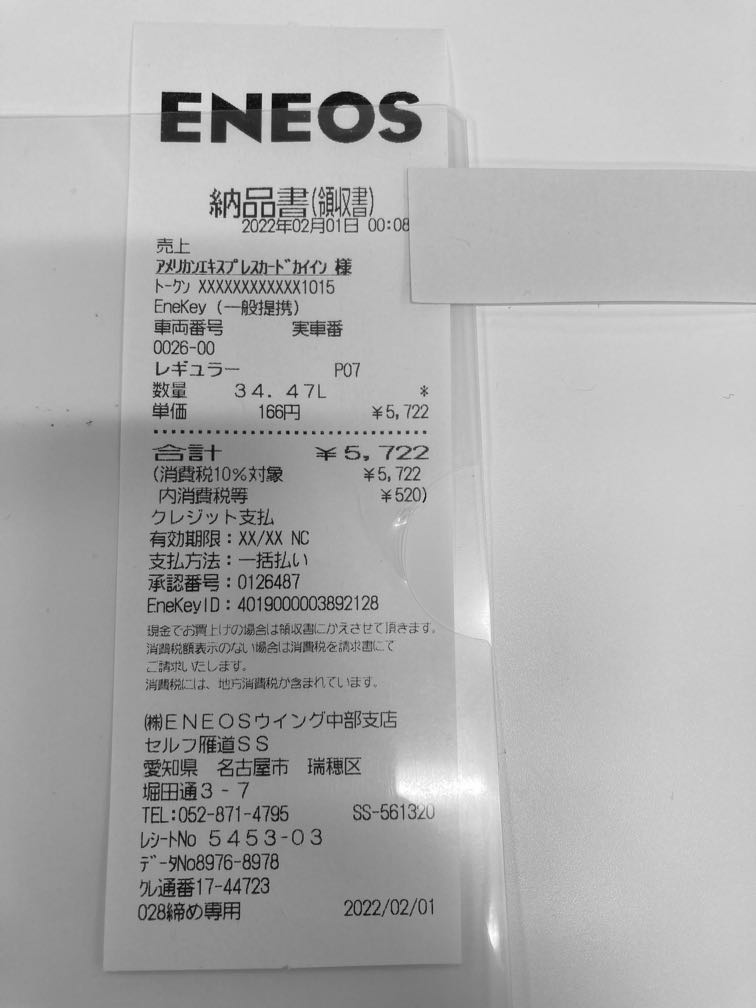 ENEOS
納品書(領収書)
2022年02月01日 00:08
売上
アメリカンエキスプレスカードカイイン 様
トークン XXXXXXXXXXXX1015
EneKey (一般提携)
車両番号 実車番
0026-00
レギュラー P07
数量 34.47L *
単価 166円 ¥5,722
合計 ¥5,722
(消費税10%対象 ¥5,722
内消費税等 ¥520)
クレジット支払
有効期限:XX/XX NC
支払方法:一括払い
承認番号:0126487
EneKeyID:4019000003892128
現金でお買上げの場合は領収書にかえさせて頂きます。
消費税額表示のない場合は消費税を請求書にて
ご請求いたします。
消費税には、地方消費税が含まれています。
㈱ENEOSウイング中部支店
セルフ雁道SS
愛知県 名古屋市 瑞穂区
堀田通3-7
TEL:052-871-4795 SS-561320
レシートNo 5453-03
データNo8976-8978
クレ通番17-44723
028締め専用 2022/02/01